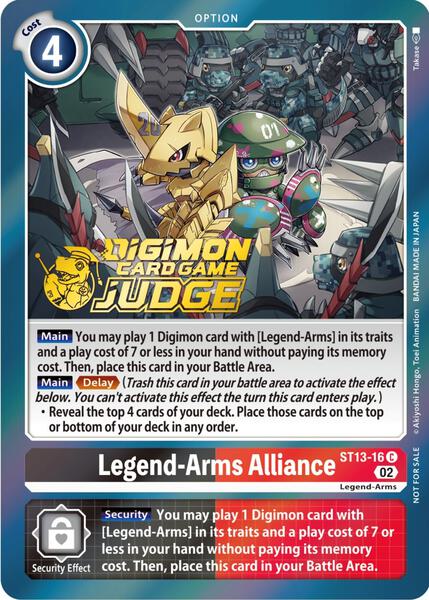 OPTION
Cost
4
Takase
20
01
DIGIMON
CARD GAME
JUDGE
Main You may play 1 Digimon card with [Legend-Arms] in its traits
and a play cost of 7 or less in your hand without paying its memory
cost. Then, place this card in your Battle Area.
Main Delay (Trash this card in your battle area to activate the effect
below. You can't activate this effect the turn this card enters play.)
• Reveal the top 4 cards of your deck. Place those cards on the top
or bottom of your deck in any order.
©Akiyoshi Hongo, Toei Animation BANDAI MADE IN JAPAN
NOT FOR SALE
Legend-Arms Alliance
ST13-16 C
02
Legend-Arms
Security You may play 1 Digimon card with
[Legend-Arms] in its traits and a play cost of 7 or
less in your hand without paying its memory
cost. Then, place this card in your Battle Area.
Security Effect